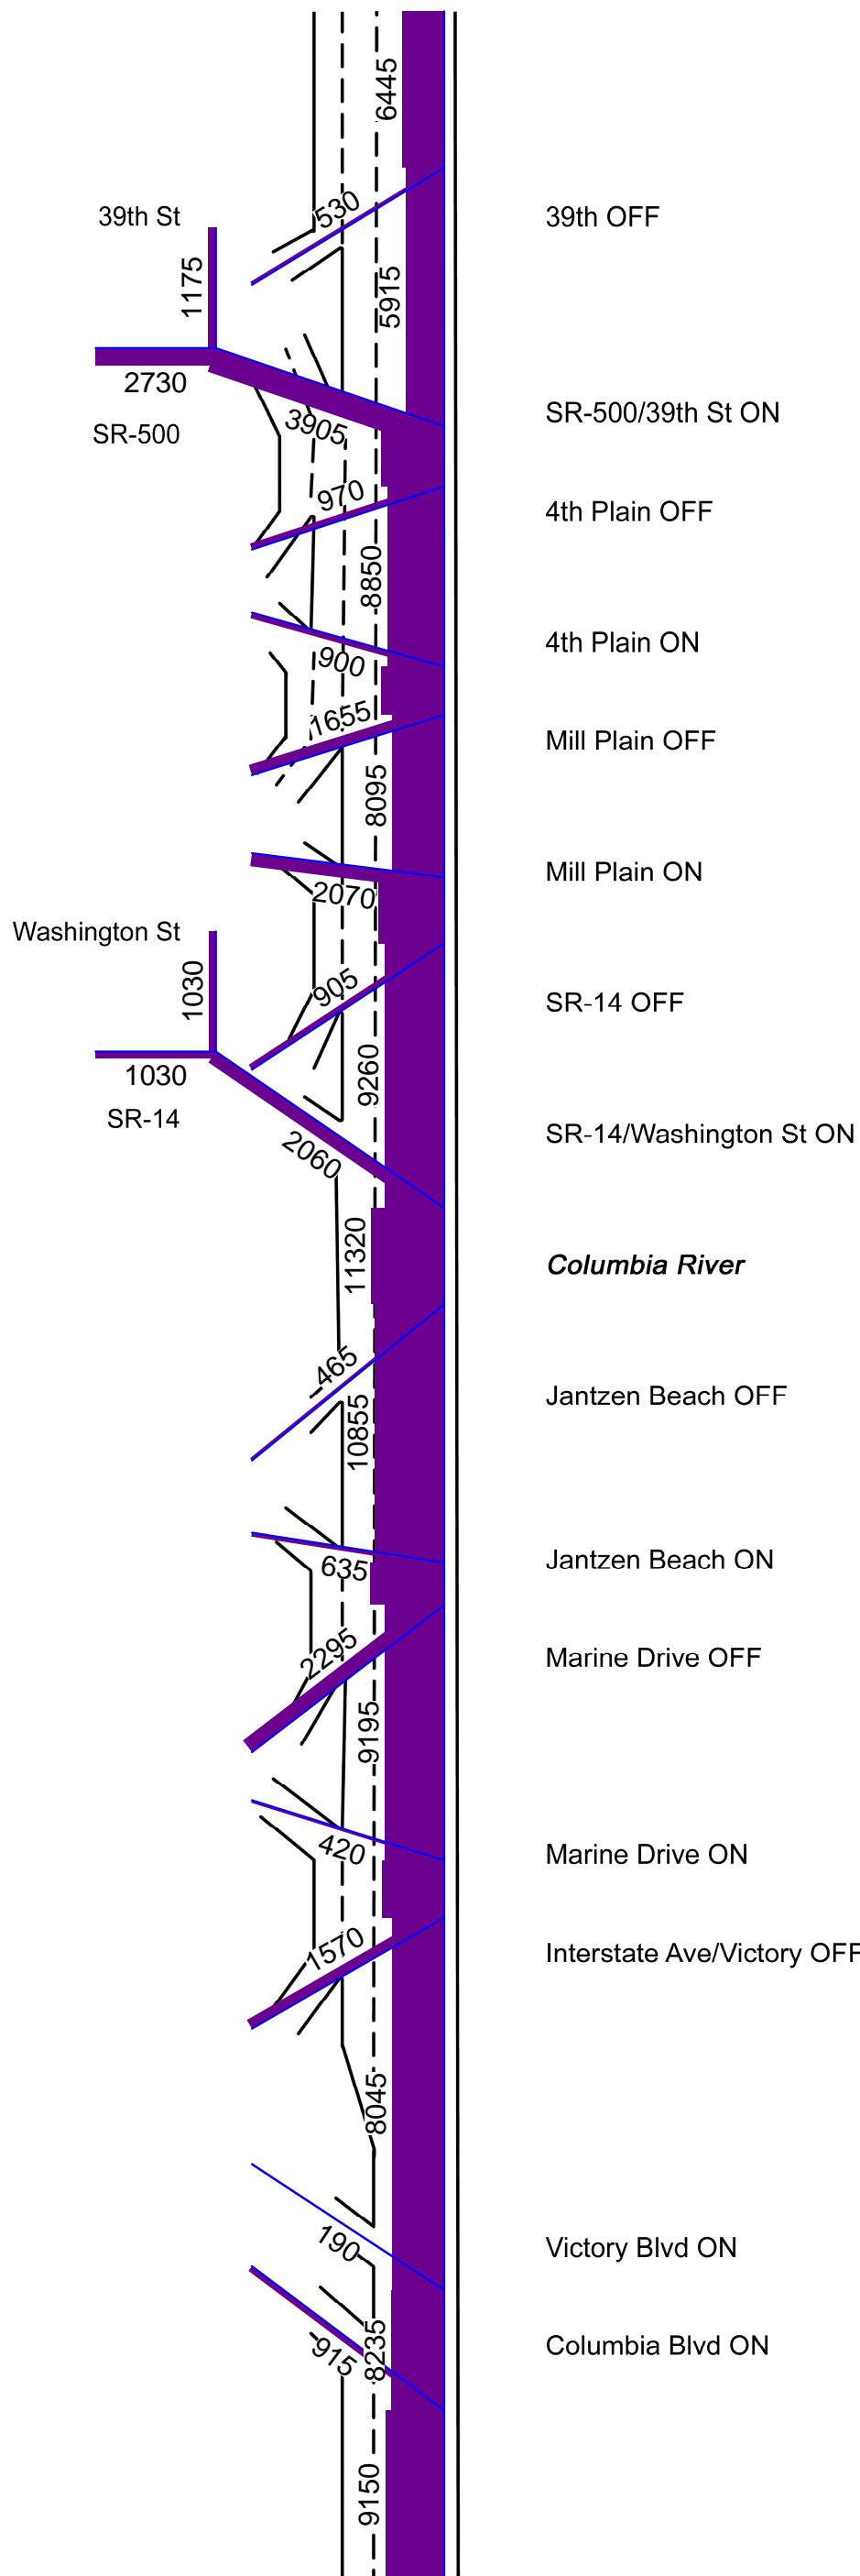 6445
39th St
530
39th OFF
1175
5915
2730
SR-500
3905
SR-500/39th St ON
970
4th Plain OFF
8850
900
4th Plain ON
1655
Mill Plain OFF
8095
2070
Mill Plain ON
Washington St
1030
905
SR-14 OFF
9260
1030
SR-14
2060
SR-14/Washington St ON
11320
Columbia River
465
Jantzen Beach OFF
10855
635
Jantzen Beach ON
2295
Marine Drive OFF
9195
420
Marine Drive ON
1570
Interstate Ave/Victory OFF
8045
190
Victory Blvd ON
8235
915
Columbia Blvd ON
9150